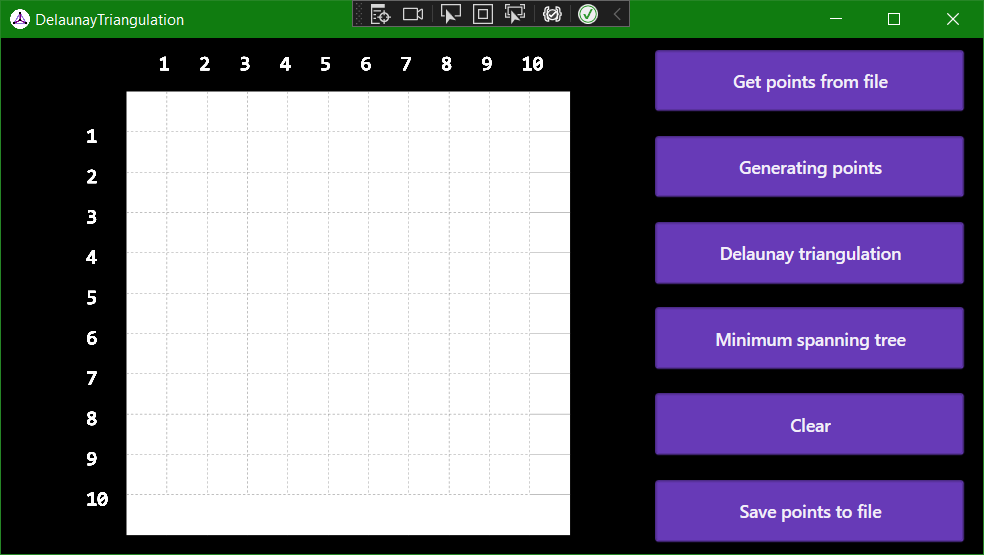 DelaunayTriangulation
1 2 3 4 5 6 7 8 9 10
1
2
3
4
5
6
7
8
9
10
Get points from file
Generating points
Delaunay triangulation
Minimum spanning tree
Clear
Save points to file